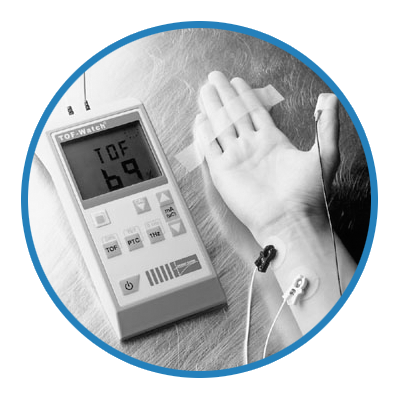 TOF-Watch
TOF
69
mA
TOF
PTC
1Hz